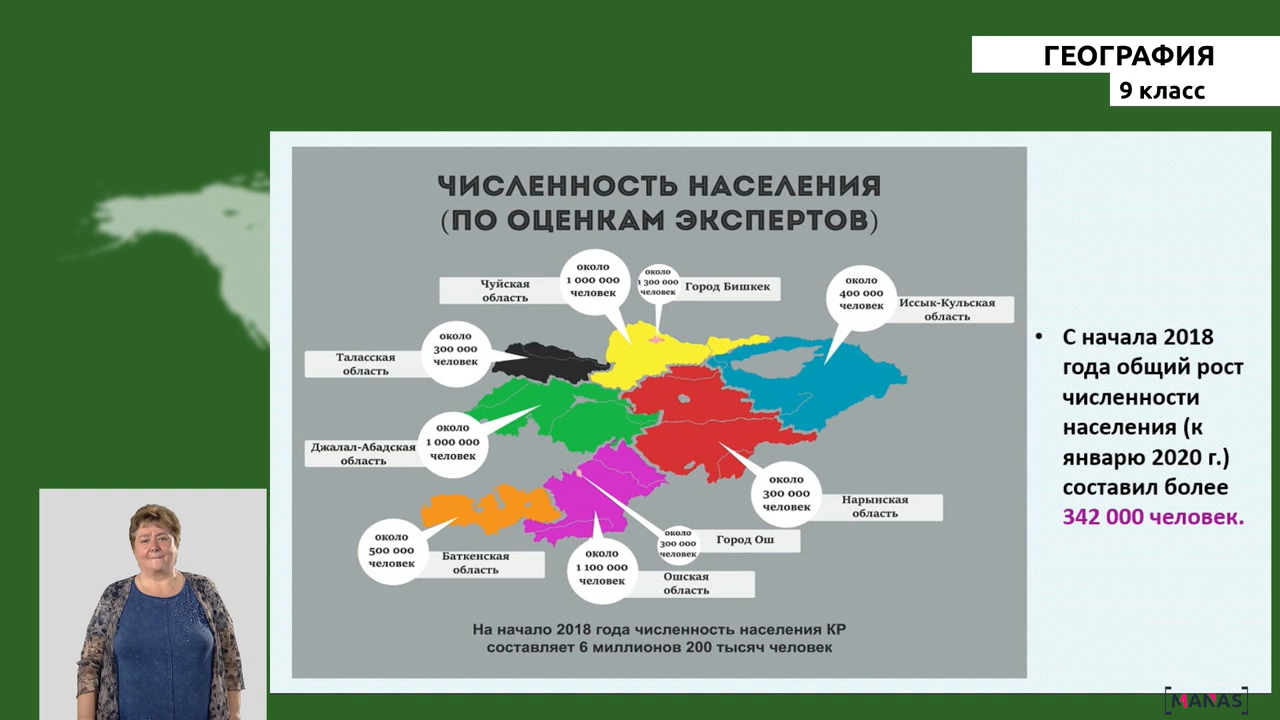 ГЕОГРАФИЯ
9 класс
ЧИСЛЕННОСТЬ НАСЕЛЕНИЯ
(ПО ОЦЕНКАМ ЭКСПЕРТОВ)
Чуйская
область
около
1 000 000
человек
около
1 300 000
человек
Город Бишкек
около
400 000
человек
Иссык-Кульская
область
Таласская
область
около
300 000
человек
Джалал-Абадская
область
около
1 000 000
человек
около
300 000
человек
Нарынская
область
около
500 000
человек
Баткенская
область
около
1 100 000
человек
Ошская
область
около
300 000
человек
Город Ош
На начало 2018 года численность населения КР
составляет 6 миллионов 200 тысяч человек
• С начала 2018
года общий рост
численности
населения (к
январю 2020 г.)
составил более
342 000 человек.
[MANAS]